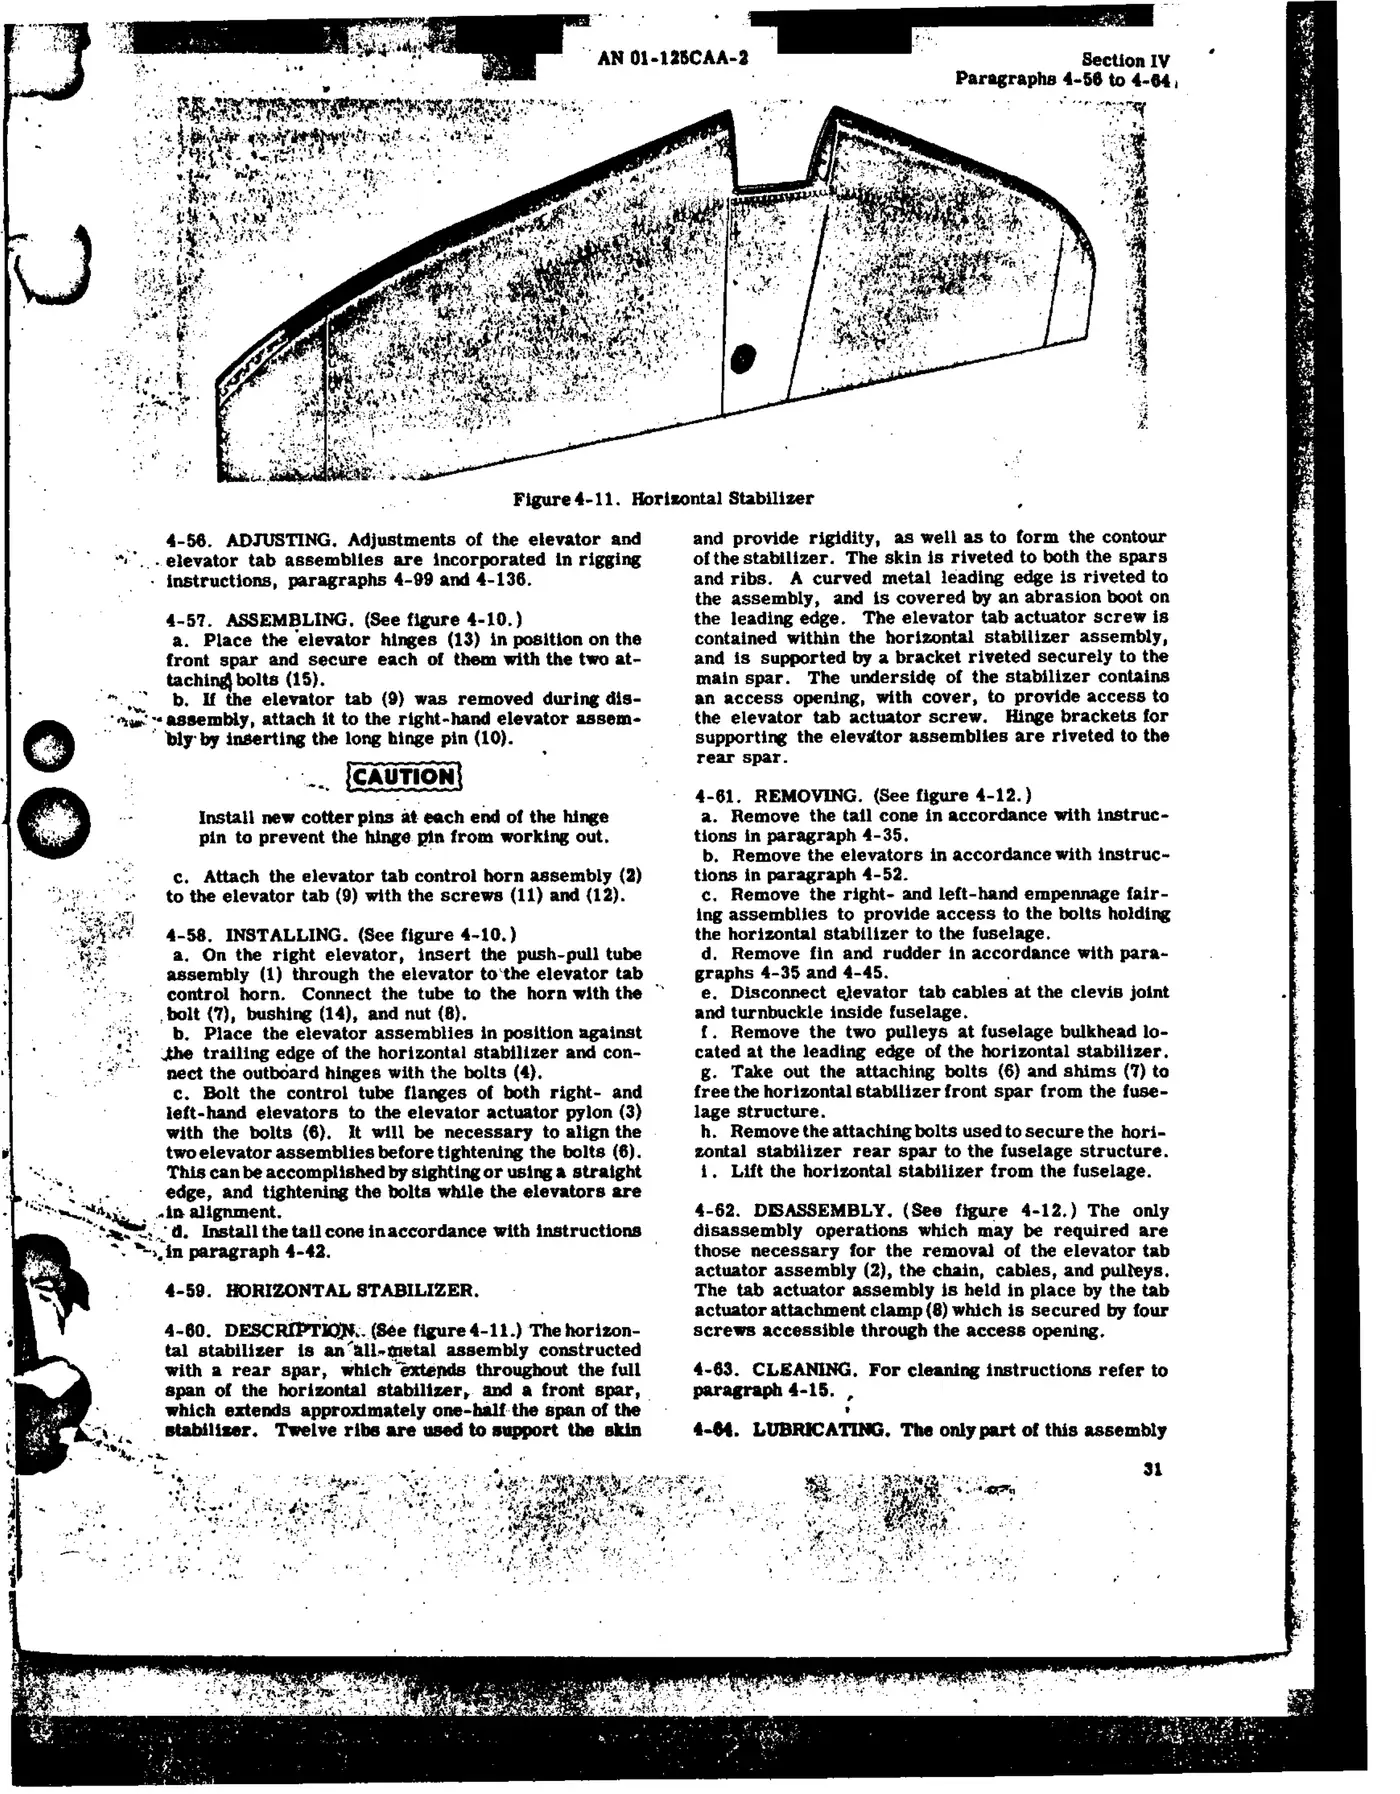 AN 01-125CAA-2
Section IV
Paragraphs 4-56 to 4-64
Figure 4-11. Horizontal Stabilizer
4-56. ADJUSTING. Adjustments of the elevator and
elevator tab assemblies are incorporated in rigging
instructions, paragraphs 4-99 and 4-136.
4-57. ASSEMBLING. (See figure 4-10.)
a. Place the elevator hinges (13) in position on the
front spar and secure each of them with the two at-
taching bolts (15).
b. If the elevator tab (9) was removed during dis-
assembly, attach it to the right-hand elevator assem-
bly by inserting the long hinge pin (10).
CAUTION
Install new cotter pins at each end of the hinge
pin to prevent the hinge pin from working out.
c. Attach the elevator tab control horn assembly (2)
to the elevator tab (9) with the screws (11) and (12).
4-58. INSTALLING. (See figure 4-10.)
a. On the right elevator, insert the push-pull tube
assembly (1) through the elevator to the elevator tab
control horn. Connect the tube to the horn with the
bolt (7), bushing (14), and nut (8).
b. Place the elevator assemblies in position against
the trailing edge of the horizontal stabilizer and con-
nect the outboard hinges with the bolts (4).
c. Bolt the control tube flanges of both right- and
left-hand elevators to the elevator actuator pylon (3)
with the bolts (6). It will be necessary to align the
two elevator assemblies before tightening the bolts (6).
This can be accomplished by sighting or using a straight
edge, and tightening the bolts while the elevators are
in alignment.
d. Install the tail cone in accordance with instructions
in paragraph 4-42.
4-59. HORIZONTAL STABILIZER.
4-60. DESCRIPTION. (See figure 4-11.) The horizon-
tal stabilizer is an all-metal assembly constructed
with a rear spar, which extends throughout the full
span of the horizontal stabilizer, and a front spar,
which extends approximately one-half the span of the
stabilizer. Twelve ribs are used to support the skin
and provide rigidity, as well as to form the contour
of the stabilizer. The skin is riveted to both the spars
and ribs. A curved metal leading edge is riveted to
the assembly, and is covered by an abrasion boot on
the leading edge. The elevator tab actuator screw is
contained within the horizontal stabilizer assembly,
and is supported by a bracket riveted securely to the
main spar. The underside of the stabilizer contains
an access opening, with cover, to provide access to
the elevator tab actuator screw. Hinge brackets for
supporting the elevator assemblies are riveted to the
rear spar.
4-61. REMOVING. (See figure 4-12.)
a. Remove the tail cone in accordance with instruc-
tions in paragraph 4-35.
b. Remove the elevators in accordance with instruc-
tions in paragraph 4-52.
c. Remove the right- and left-hand empennage fair-
ing assemblies to provide access to the bolts holding
the horizontal stabilizer to the fuselage.
d. Remove fin and rudder in accordance with para-
graphs 4-35 and 4-45.
e. Disconnect elevator tab cables at the clevis joint
and turnbuckle inside fuselage.
f. Remove the two pulleys at fuselage bulkhead lo-
cated at the leading edge of the horizontal stabilizer.
g. Take out the attaching bolts (6) and shims (7) to
free the horizontal stabilizer front spar from the fuse-
lage structure.
h. Remove the attaching bolts used to secure the hori-
zontal stabilizer rear spar to the fuselage structure.
i. Lift the horizontal stabilizer from the fuselage.
4-62. DISASSEMBLY. (See figure 4-12.) The only
disassembly operations which may be required are
those necessary for the removal of the elevator tab
actuator assembly (2), the chain, cables, and pulleys.
The tab actuator assembly is held in place by the tab
actuator attachment clamp (8) which is secured by four
screws accessible through the access opening.
4-63. CLEANING. For cleaning instructions refer to
paragraph 4-15.
4-64. LUBRICATING. The only part of this assembly
31